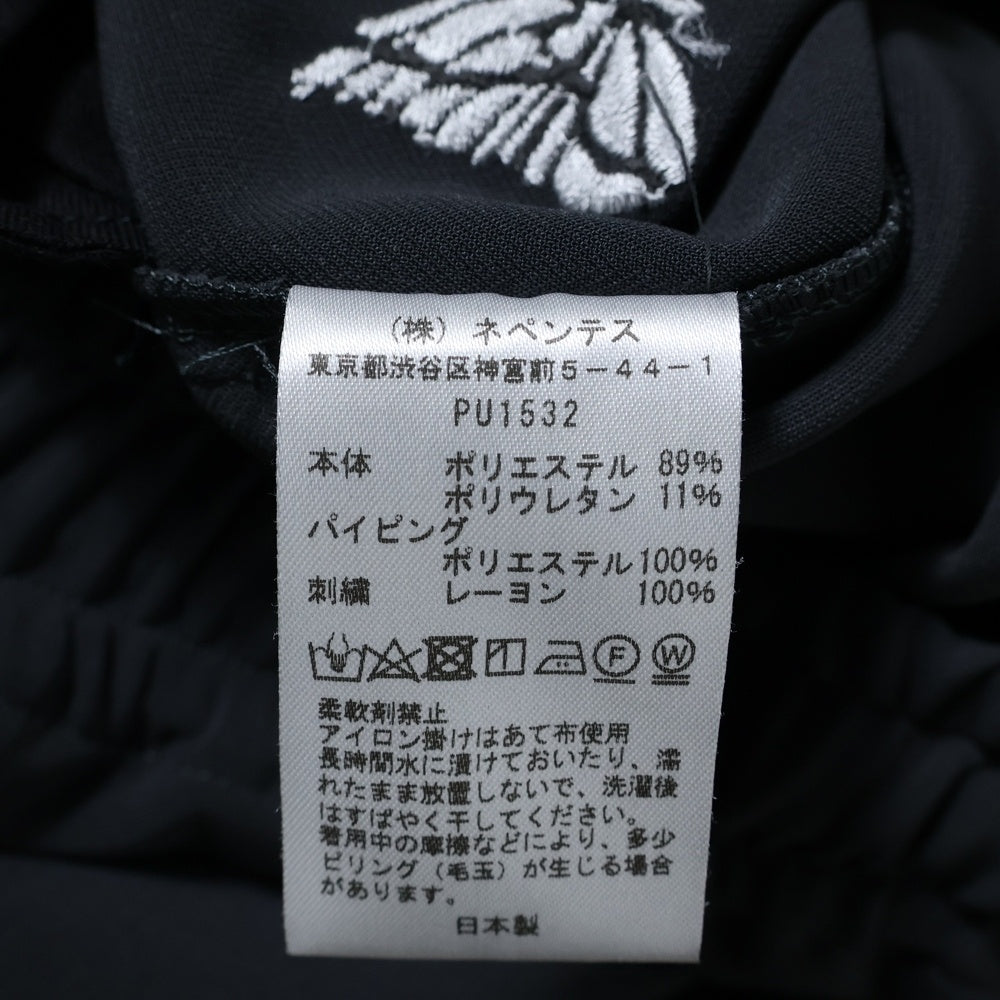 (株)ネペンテス
東京都渋谷区神宮前5-44-1
PU1532
本体 ポリエステル 89%
ポリウレタン 11%
パイピング
ポリエステル 100%
刺繍 レーヨン 100%
F W
柔軟剤禁止
アイロン掛けはあて布使用
長時間水に漬けておいたり、濡
れたまま放置しないで、洗濯後
はすばやく干してください。
着用中の摩擦などにより、多少
ピリング(毛玉)が生じる場合
があります。
日本製